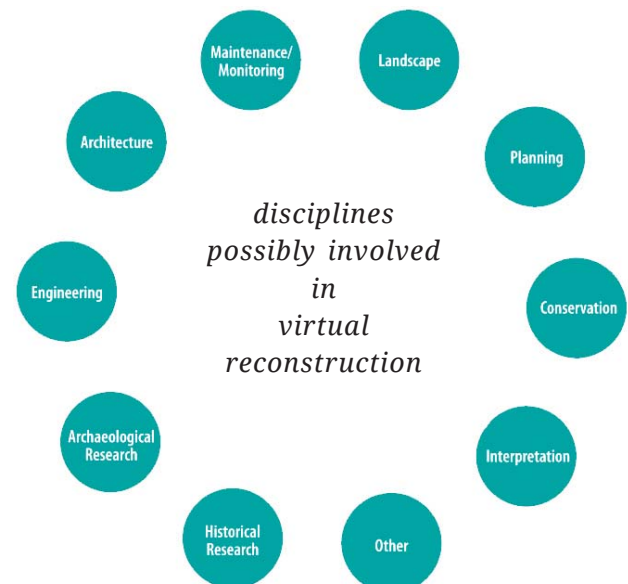 Maintenance/
Monitoring
Landscape
Architecture
Planning
disciplines
possibly involved
in
virtual
reconstruction
Engineering
Conservation
Archaeological
Research
Interpretation
Historical
Research
Other